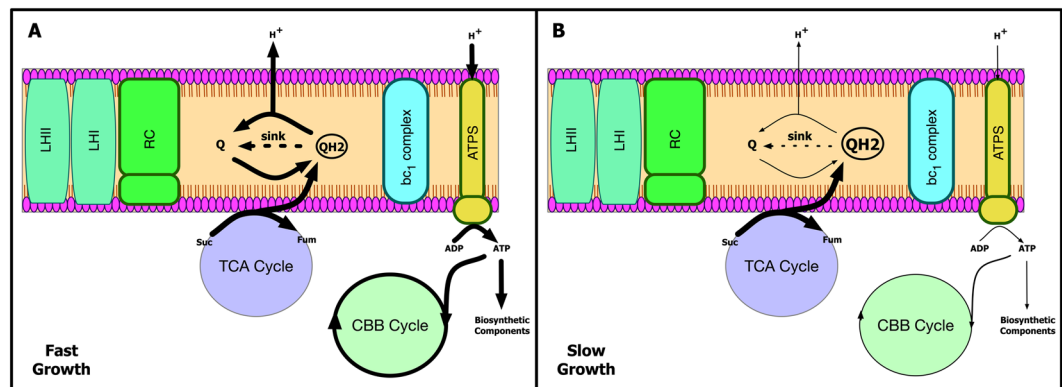 A
H+
H+
LHII
LHI
RC
Q
sink
QH2
bc1 complex
ATPS
Suc
Fum
TCA Cycle
ADP
ATP
CBB Cycle
Biosynthetic
Components
Fast
Growth
B
H+
H+
LHII
LHI
RC
Q
sink
QH2
bc1 complex
ATPS
Suc
Fum
TCA Cycle
ADP
ATP
CBB Cycle
Biosynthetic
Components
Slow
Growth